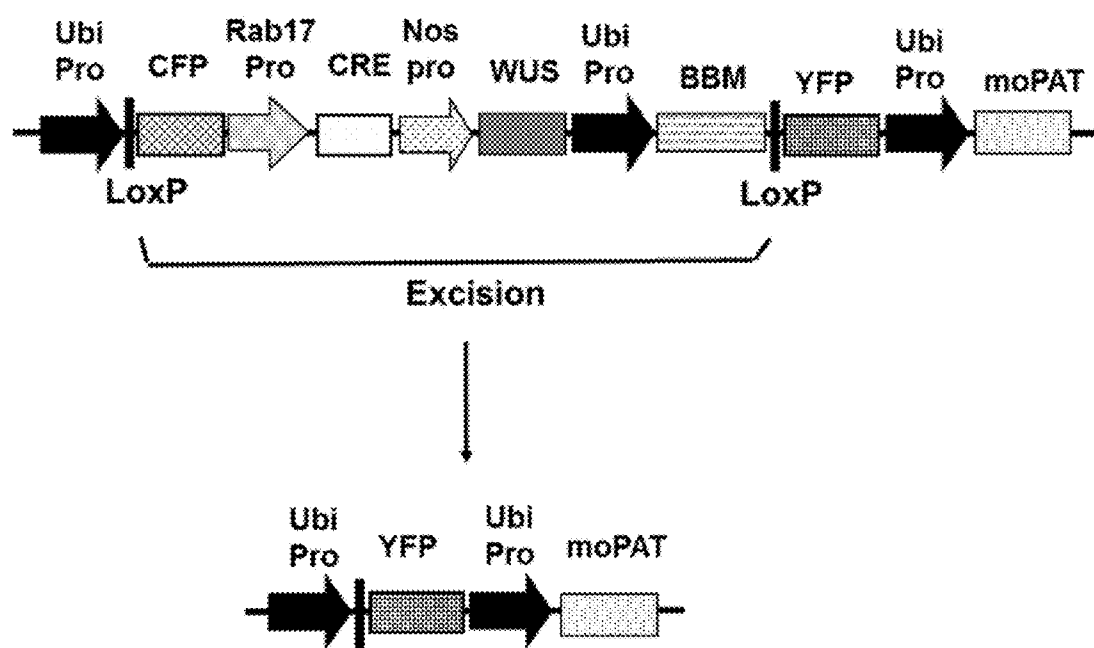 Ubi Pro
CFP
Rab17 Pro
CRE
Nos pro
WUS
Ubi Pro
BBM
YFP
Ubi Pro
moPAT
LoxP
LoxP
Excision
Ubi Pro
YFP
Ubi Pro
moPAT